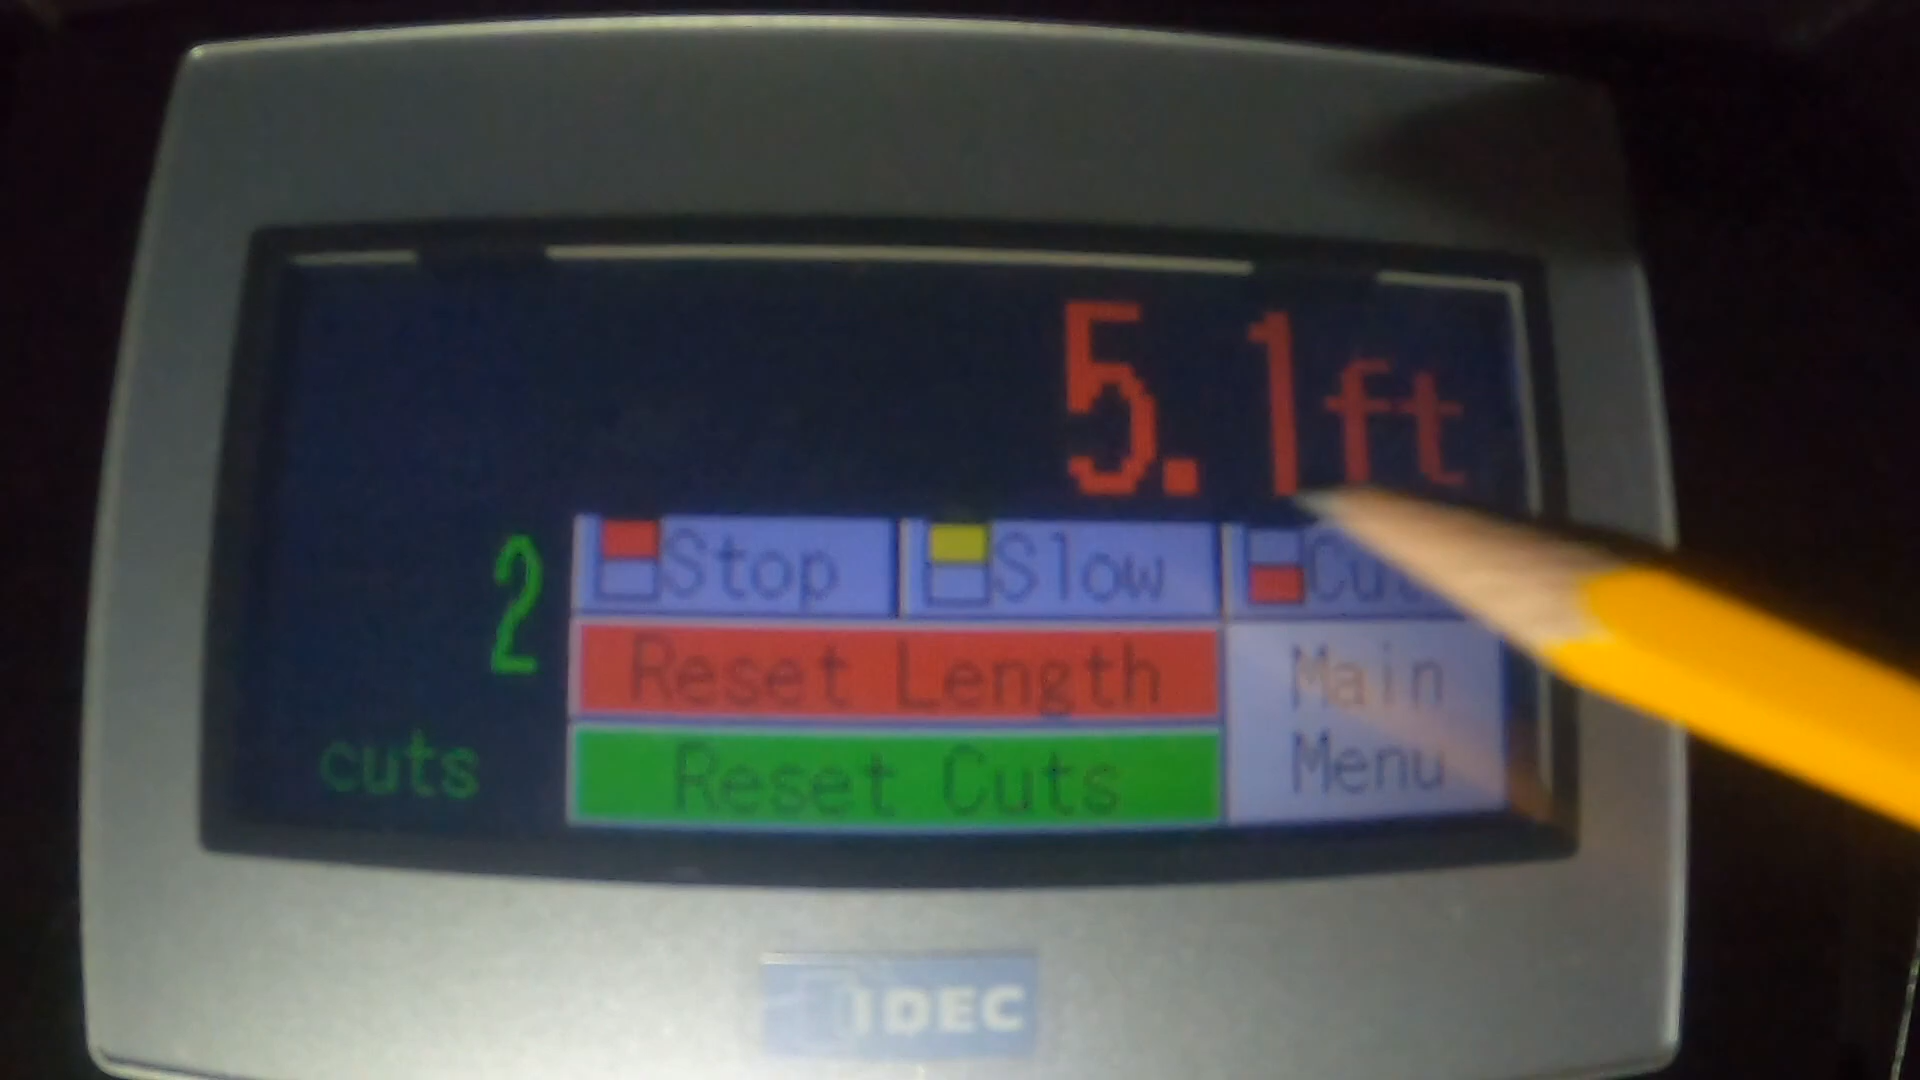 5.1ft
2
cuts
Stop
Slow
Reset Length
Reset Cuts
Main
Menu
IDEC